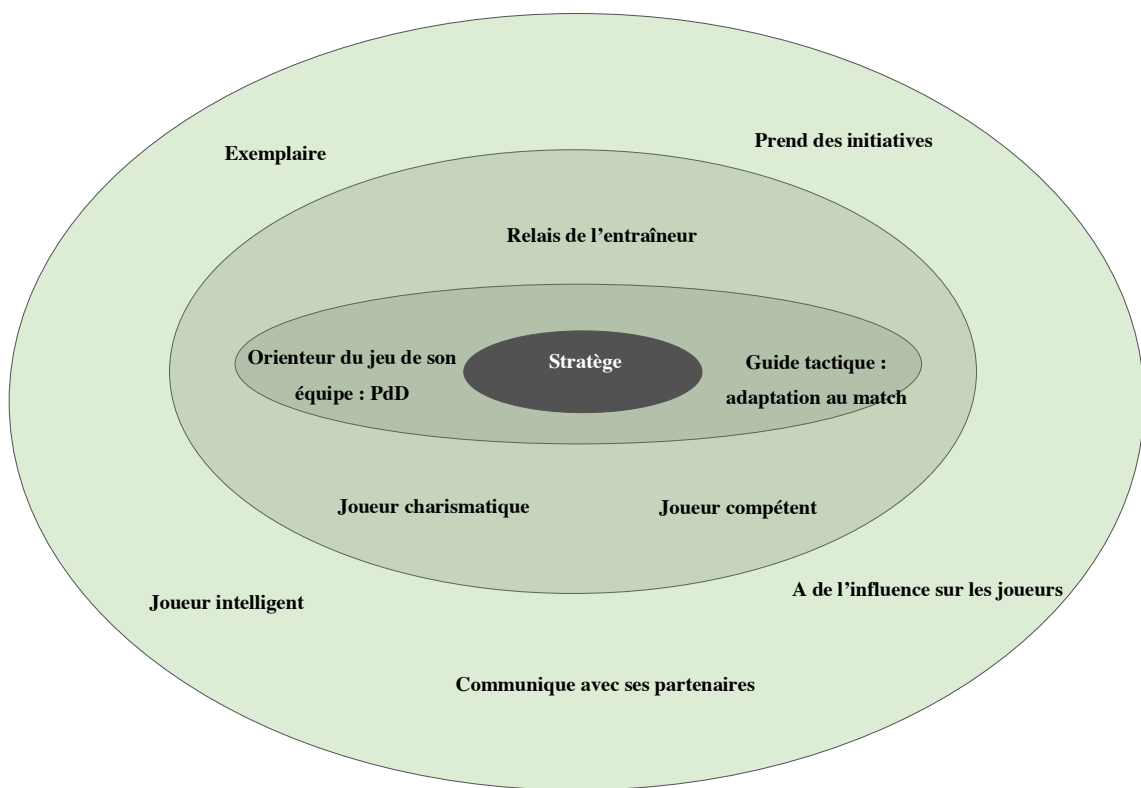 Prend des initiatives
Exemplaire
Relais de l’entraîneur
Orienteur du jeu de son
équipe : PdD
Stratège
Guide tactique :
adaptation au match
Joueur charismatique
Joueur compétent
Joueur intelligent
A de l’influence sur les joueurs
Communique avec ses partenaires